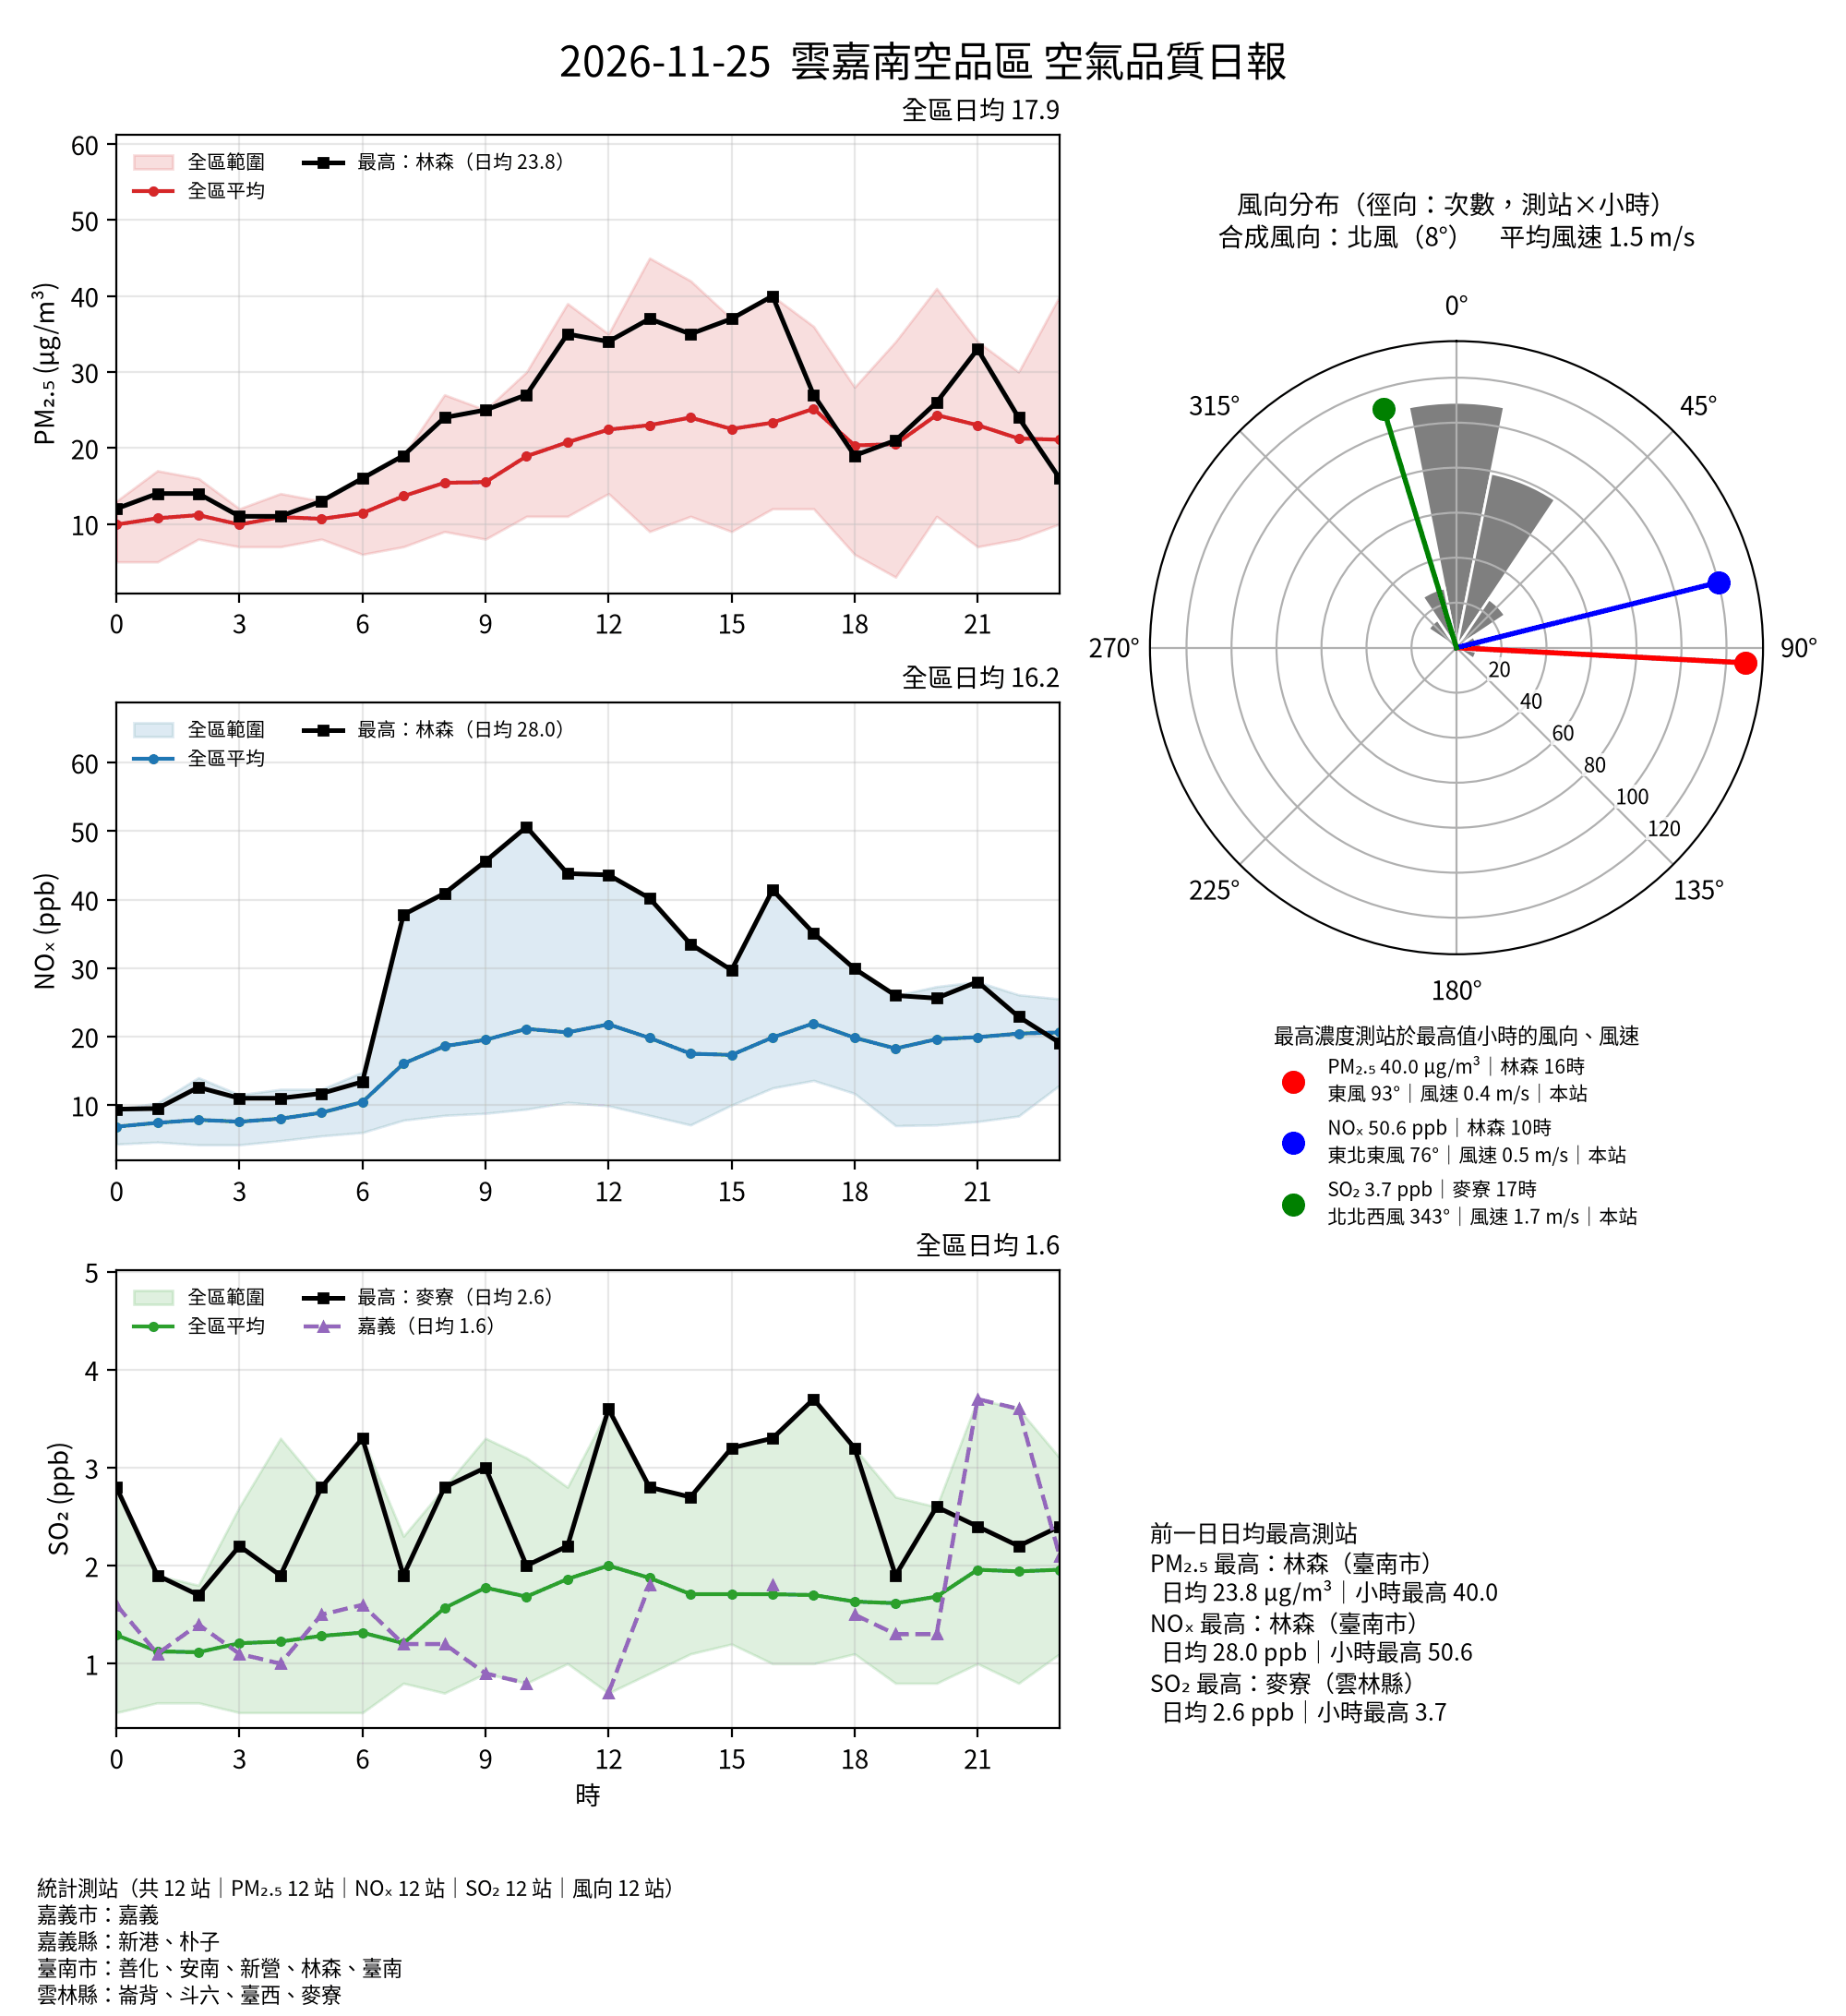 2026-11-25 雲嘉南空品區 空氣品質日報
全區日均 17.9
60
50
40
30
20
10
PM₂.₅ (μg/m³)
全區範圍
全區平均
最高：林森（日均 23.8）
0 3 6 9 12 15 18 21
全區日均 16.2
60
50
40
30
20
10
NOₓ (ppb)
全區範圍
全區平均
最高：林森（日均 28.0）
0 3 6 9 12 15 18 21
全區日均 1.6
5
4
3
2
1
SO₂ (ppb)
全區範圍
全區平均
最高：麥寮（日均 2.6）
嘉義（日均 1.6）
0 3 6 9 12 15 18 21
時
風向分布（徑向：次數，測站×小時）
合成風向：北風（8°） 平均風速 1.5 m/s
0°
45°
90°
135°
180°
225°
270°
315°
20
40
60
80
100
120
最高濃度測站於最高值小時的風向、風速
PM₂.₅ 40.0 μg/m³｜林森 16時
東風 93°｜風速 0.4 m/s｜本站
NOₓ 50.6 ppb｜林森 10時
東北東風 76°｜風速 0.5 m/s｜本站
SO₂ 3.7 ppb｜麥寮 17時
北北西風 343°｜風速 1.7 m/s｜本站
前一日日均最高測站
PM₂.₅ 最高：林森（臺南市）
日均 23.8 μg/m³｜小時最高 40.0
NOₓ 最高：林森（臺南市）
日均 28.0 ppb｜小時最高 50.6
SO₂ 最高：麥寮（雲林縣）
日均 2.6 ppb｜小時最高 3.7
統計測站（共 12 站｜PM₂.₅ 12 站｜NOₓ 12 站｜SO₂ 12 站｜風向 12 站）
嘉義市：嘉義
嘉義縣：新港、朴子
臺南市：善化、安南、新營、林森、臺南
雲林縣：崙背、斗六、臺西、麥寮